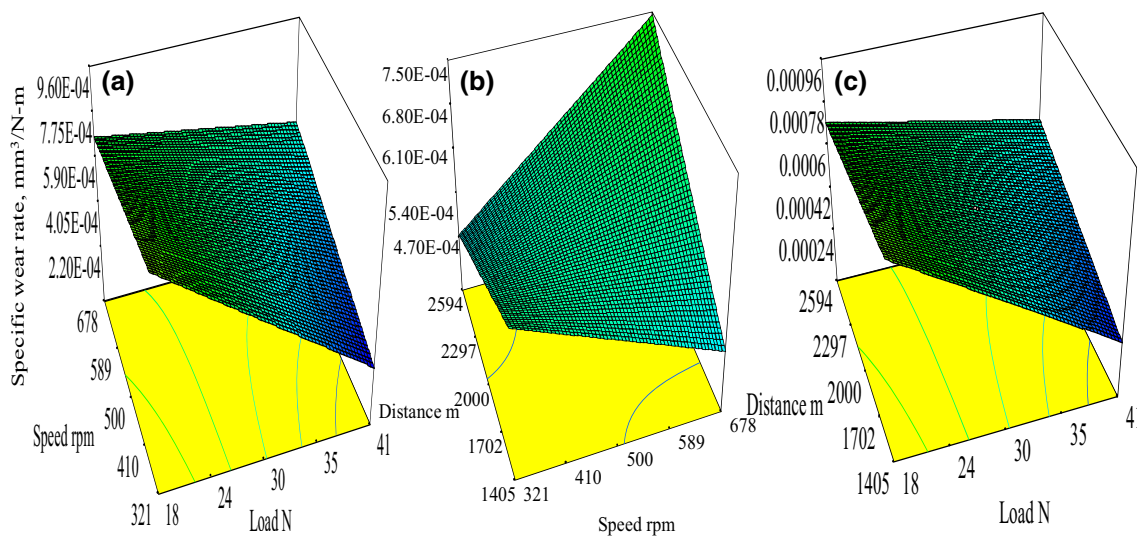 (a)
Specific wear rate, mm³/N-m
9.60E-04
7.75E-04
5.90E-04
4.05E-04
2.20E-04
678
589
500
410
321
Speed rpm
18
24
30
35
41
Load N
(b)
7.50E-04
6.80E-04
6.10E-04
5.40E-04
4.70E-04
2594
2297
2000
1702
1405
Distance m
321
410
500
589
678
Speed rpm
(c)
0.00096
0.00078
0.0006
0.00042
0.00024
2594
2297
2000
1702
1405
Distance m
18
24
30
35
41
Load N